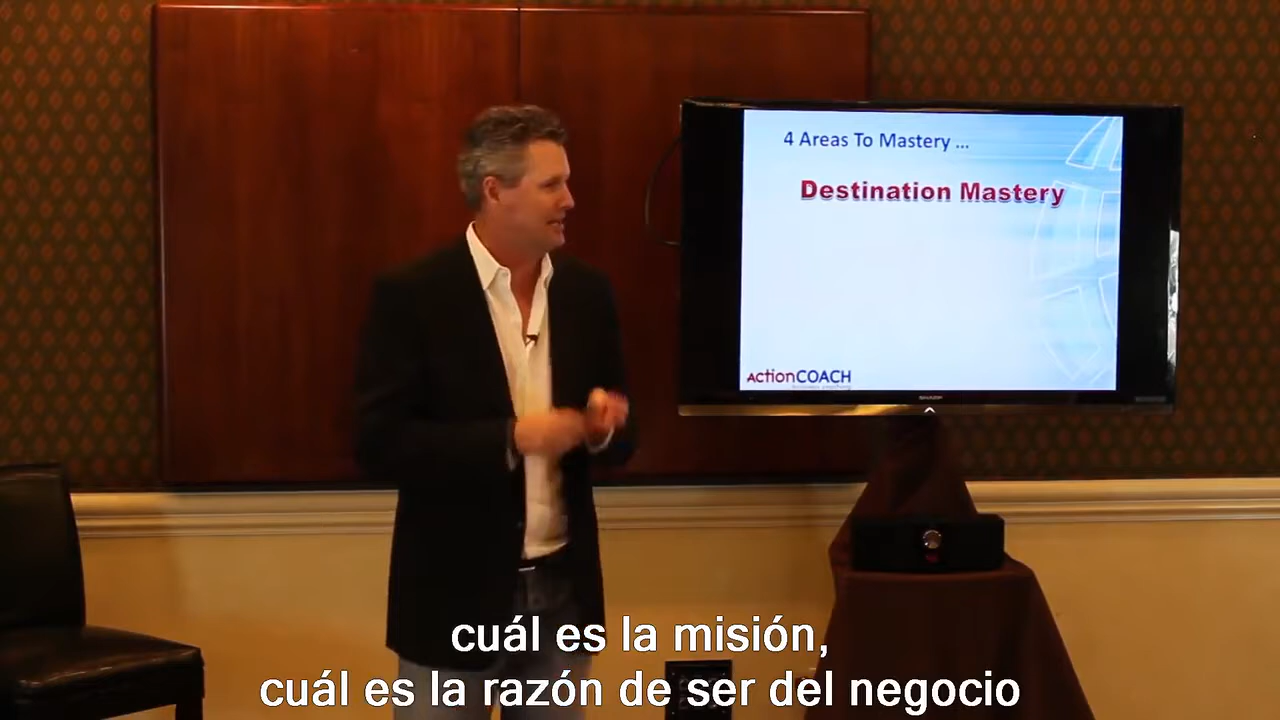 4 Areas To Mastery ...
Destination Mastery
ActionCOACH
SHARP
cuál es la misión,
cuál es la razón de ser del negocio